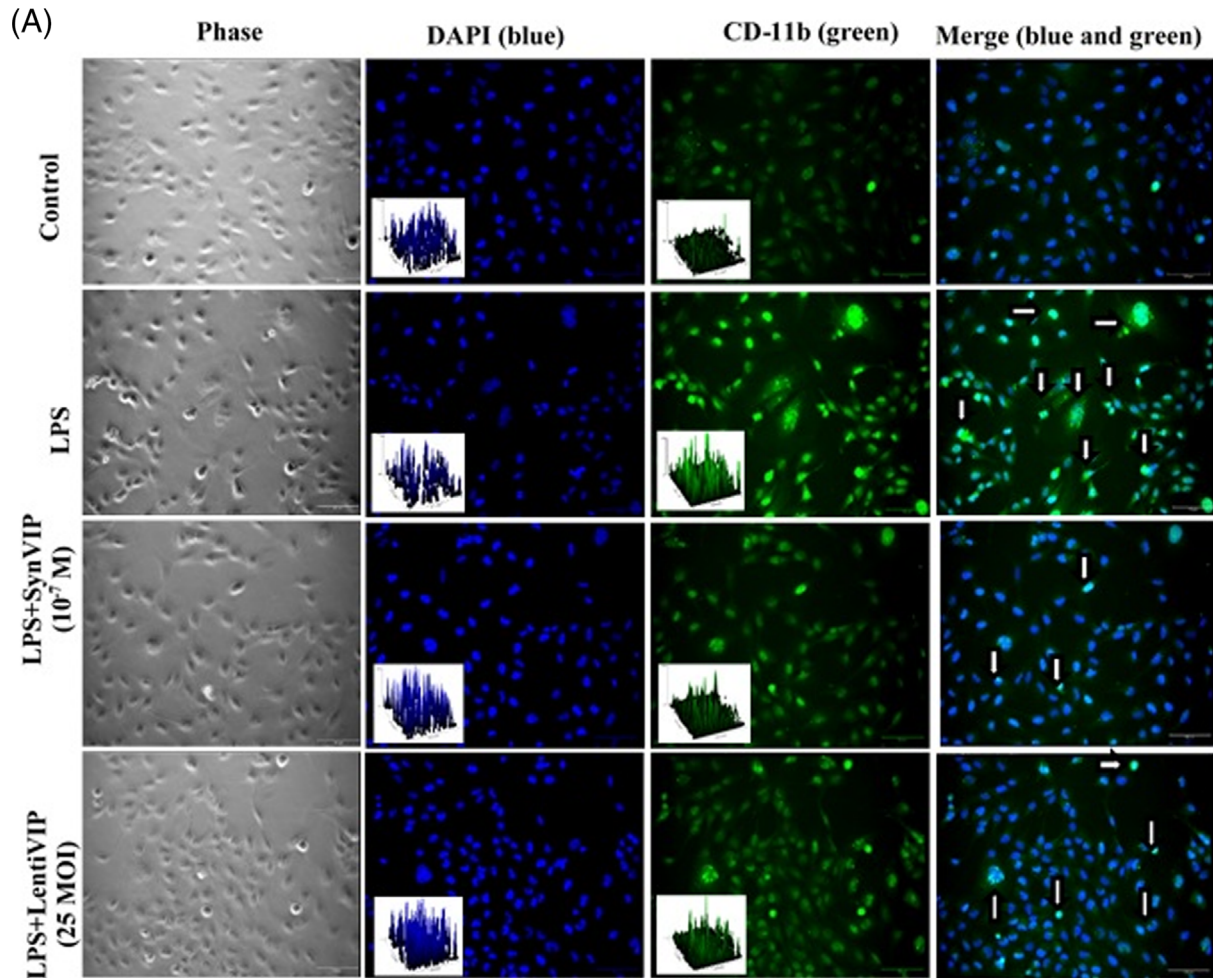 (A)
Phase
DAPI (blue)
CD-11b (green)
Merge (blue and green)
Control
LPS
LPS+SynVIP
(10⁻⁷ M)
LPS+LentiVIP
(25 MOI)